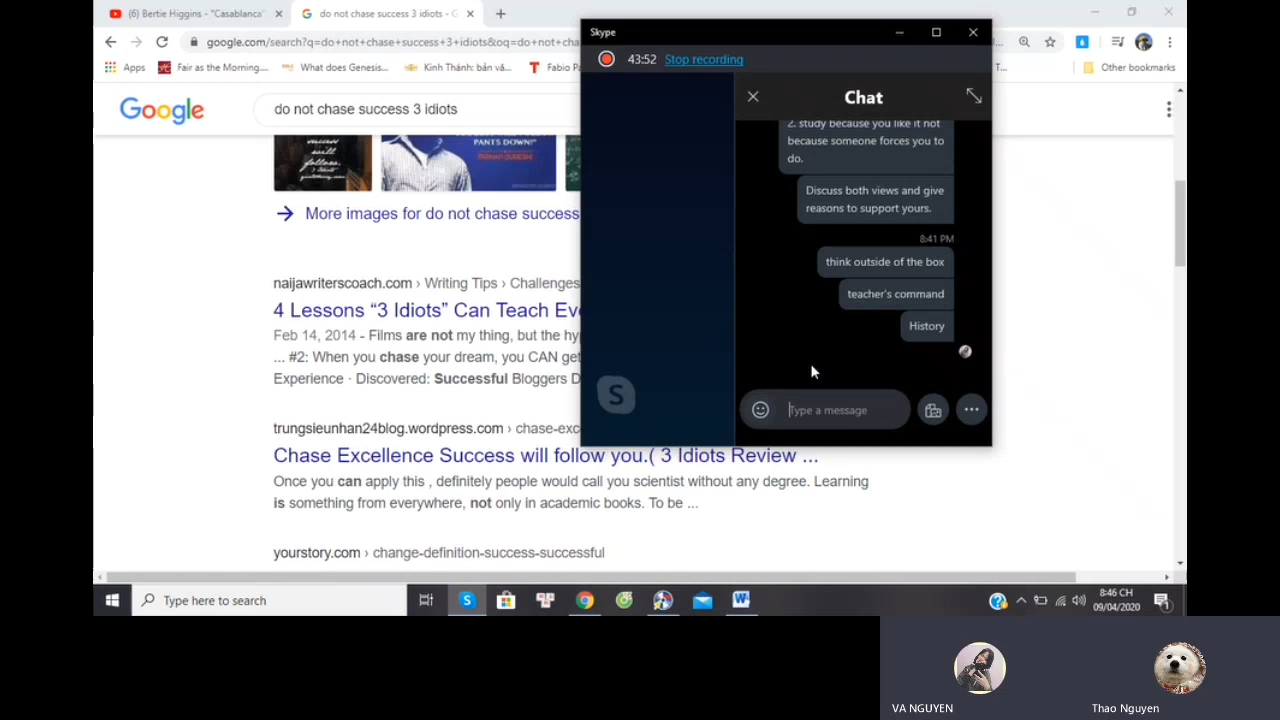 (6) Bertie Higgins - "Casablanca"
do not chase success 3 idiots - G
google.com/search?q=do+not+chase+success+3+idiots&oq=do+not+cha
Apps
Fair as the Morning...
What does Genesis...
Kinh Thánh: bản vă...
Fabio P
T...
Other bookmarks
Google
do not chase success 3 idiots
success
will
follow
PANTS DOWN!"
More images for do not chase success
naijawriterscoach.com › Writing Tips › Challenges
4 Lessons “3 Idiots” Can Teach Ev
Feb 14, 2014 - Films are not my thing, but the hy
... #2: When you chase your dream, you CAN get
Experience · Discovered: Successful Bloggers D
trungsieunhan24blog.wordpress.com › chase-exc
Chase Excellence Success will follow you.( 3 Idiots Review ...
Once you can apply this , definitely people would call you scientist without any degree. Learning
is something from everywhere, not only in academic books. To be ...
yourstory.com › change-definition-success-successful
Skype
43:52 Stop recording
Chat
2. study because you like it not
because someone forces you to
do.
Discuss both views and give
reasons to support yours.
8:41 PM
think outside of the box
teacher's command
History
S
Type a message
Type here to search
8:46 CH
09/04/2020
1
VA NGUYEN
Thao Nguyen